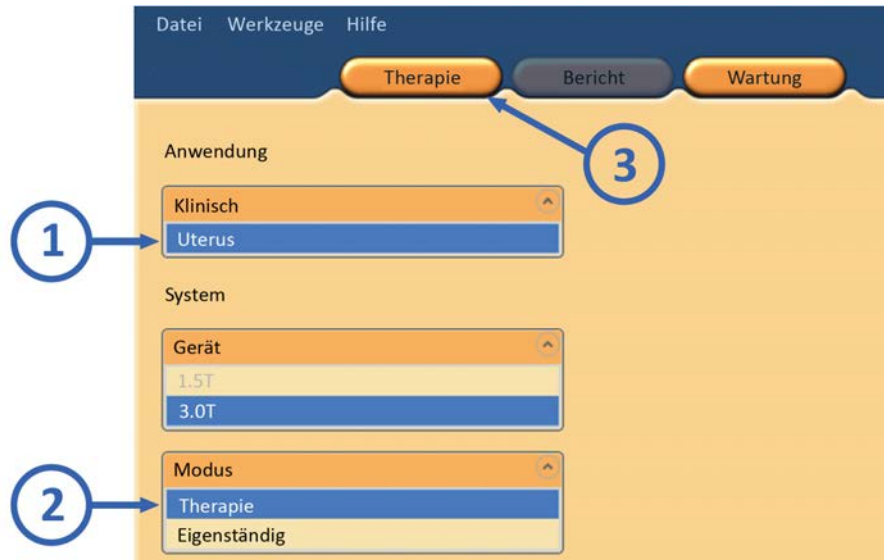 Datei Werkzeuge Hilfe
Therapie Bericht Wartung
3
Anwendung
Klinisch
1
Uterus
System
Gerät
1.5T
3.0T
Modus
2
Therapie
Eigenständig